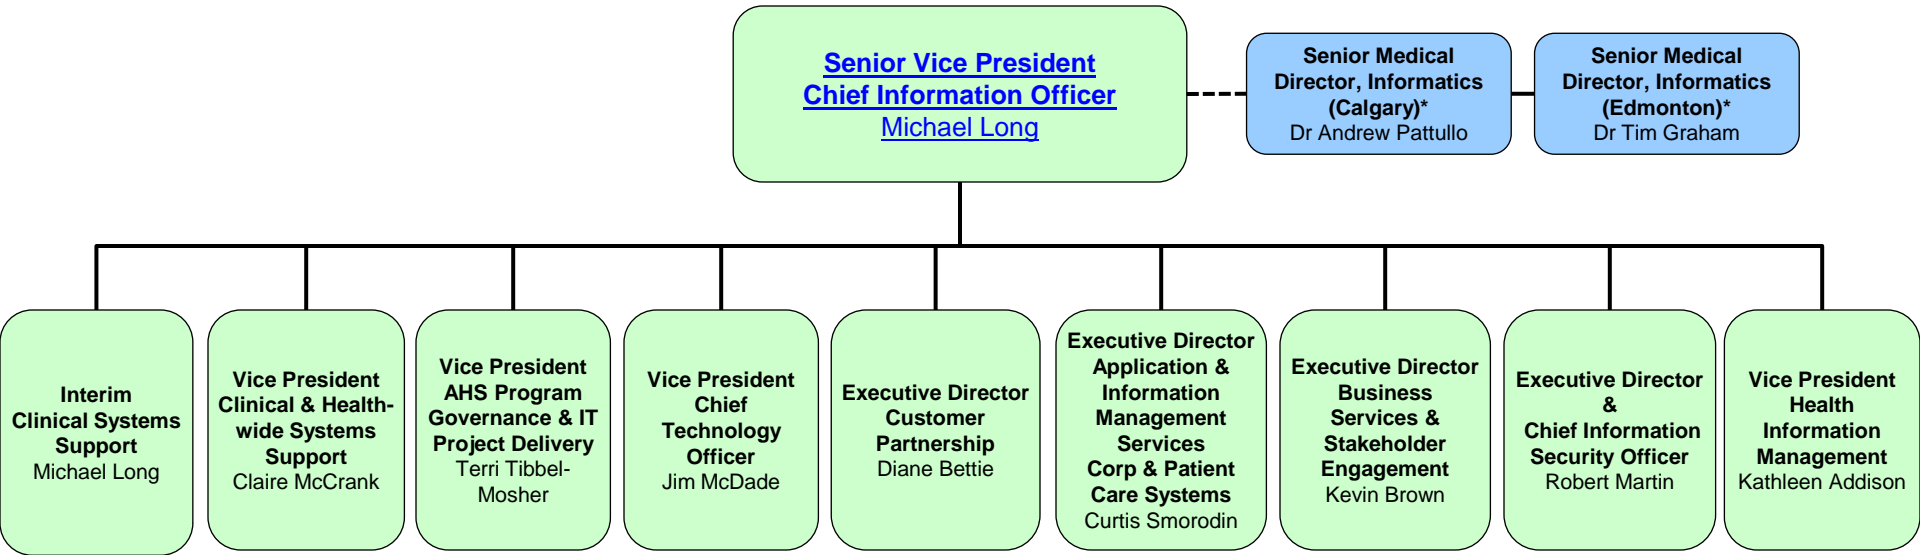 Senior Vice President
Chief Information Officer
Michael Long
Senior Medical
Director, Informatics
(Calgary)*
Dr Andrew Pattullo
Senior Medical
Director, Informatics
(Edmonton)*
Dr Tim Graham
Interim
Clinical Systems
Support
Michael Long
Vice President
Clinical & Health-
wide Systems
Support
Claire McCrank
Vice President
AHS Program
Governance & IT
Project Delivery
Terri Tibbel-
Mosher
Vice President
Chief
Technology
Officer
Jim McDade
Executive Director
Customer
Partnership
Diane Bettie
Executive Director
Application &
Information
Management
Services
Corp & Patient
Care Systems
Curtis Smorodin
Executive Director
Business
Services &
Stakeholder
Engagement
Kevin Brown
Executive Director
&
Chief Information
Security Officer
Robert Martin
Vice President
Health
Information
Management
Kathleen Addison